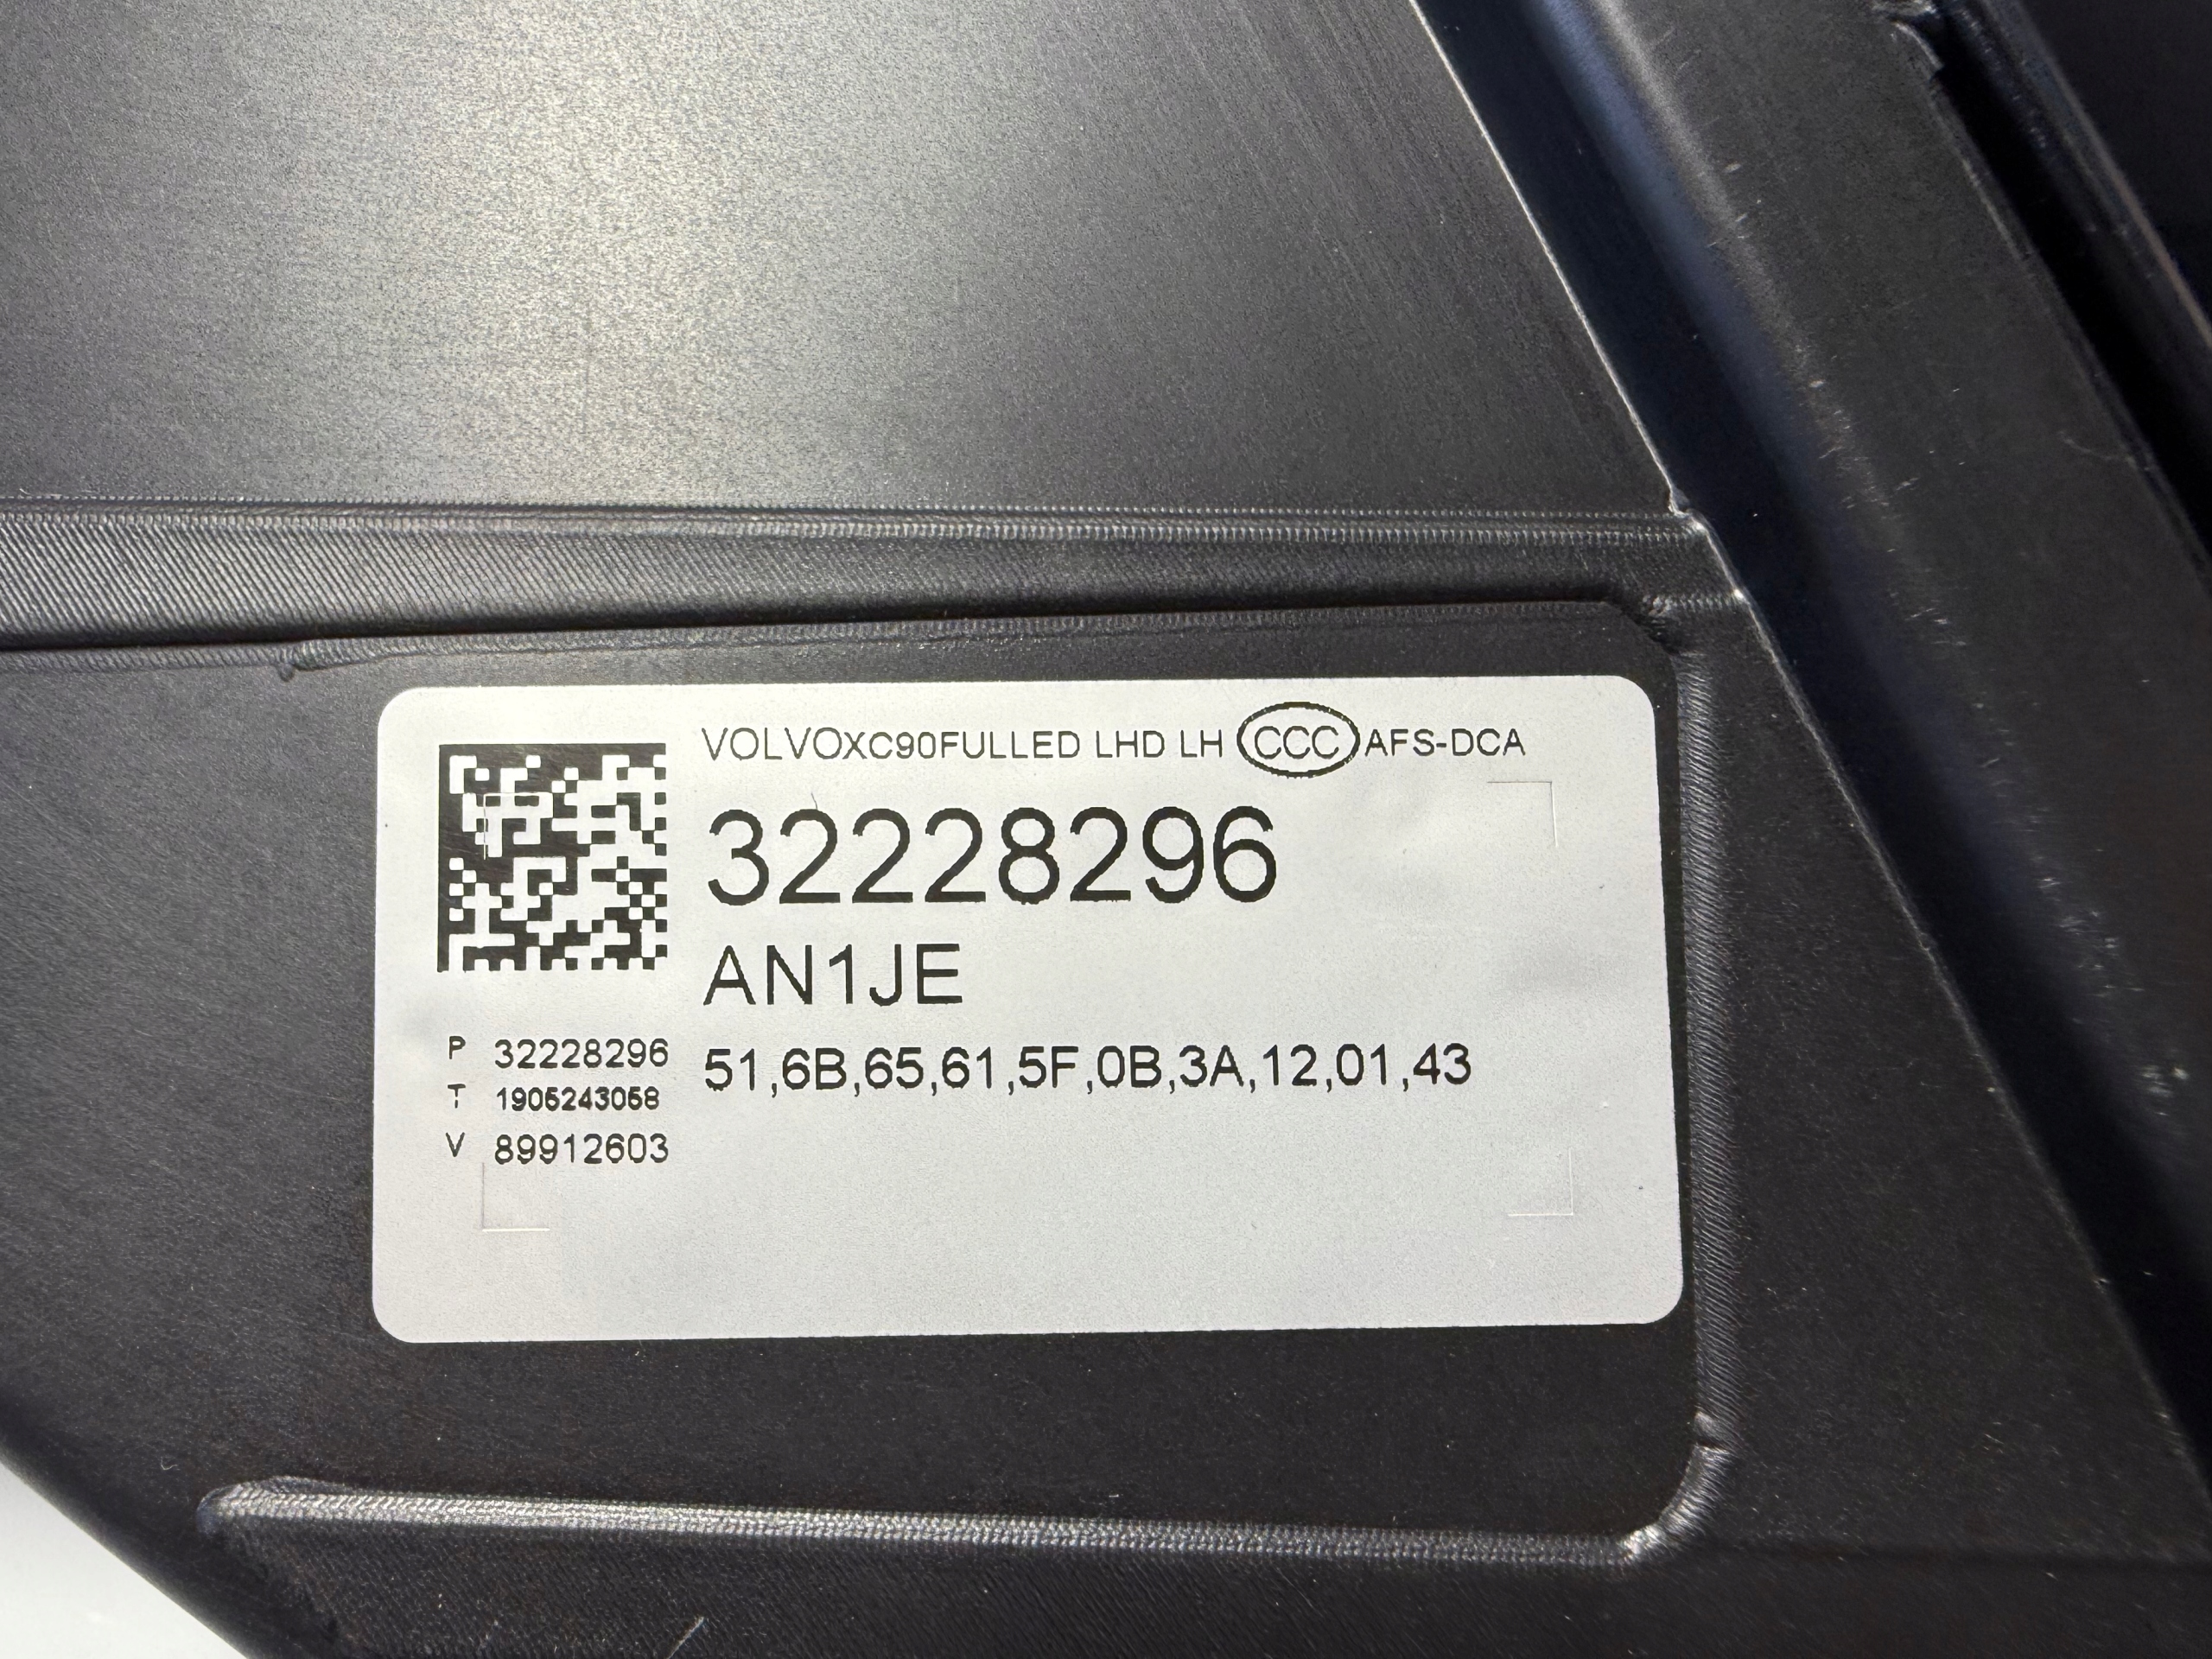 VOLVOXC90FULLED LHD LH CCC AFS-DCA
32228296
AN1JE
P 32228296
51,6B,65,61,5F,0B,3A,12,01,43
T 1905243058
V 89912603